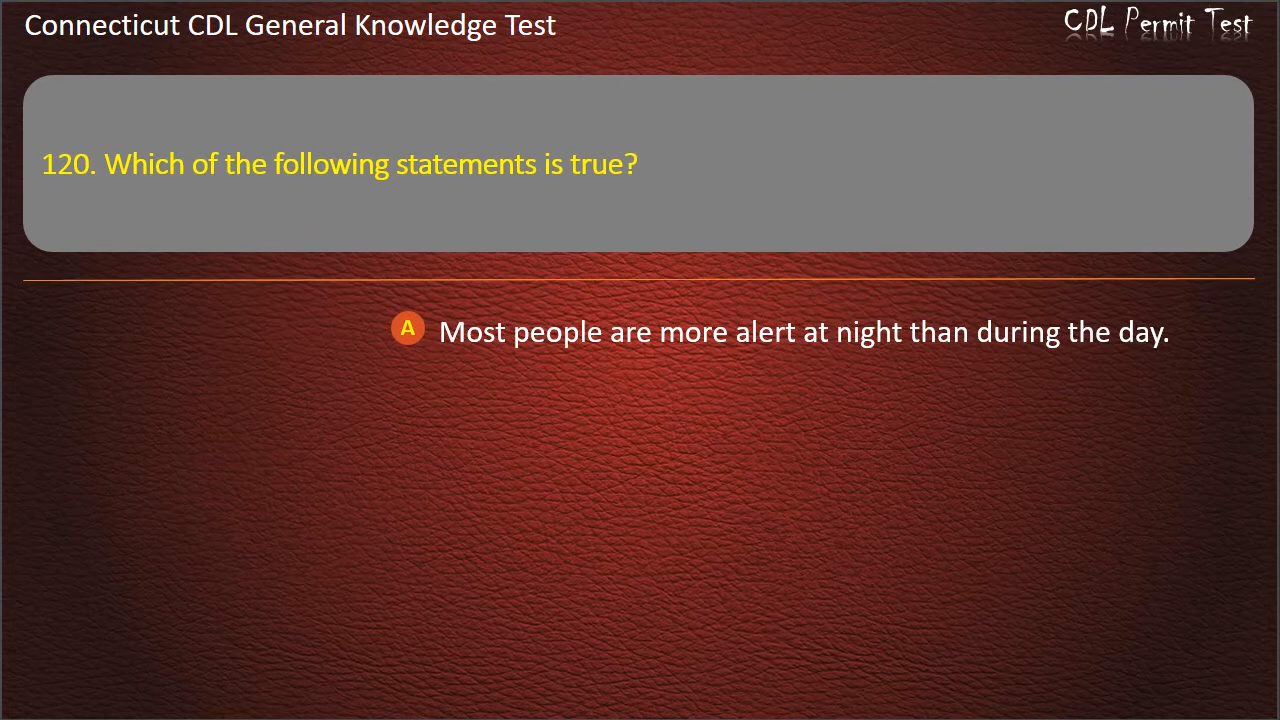 Connecticut CDL General Knowledge Test
CDL Permit Test
120. Which of the following statements is true?
A Most people are more alert at night than during the day.